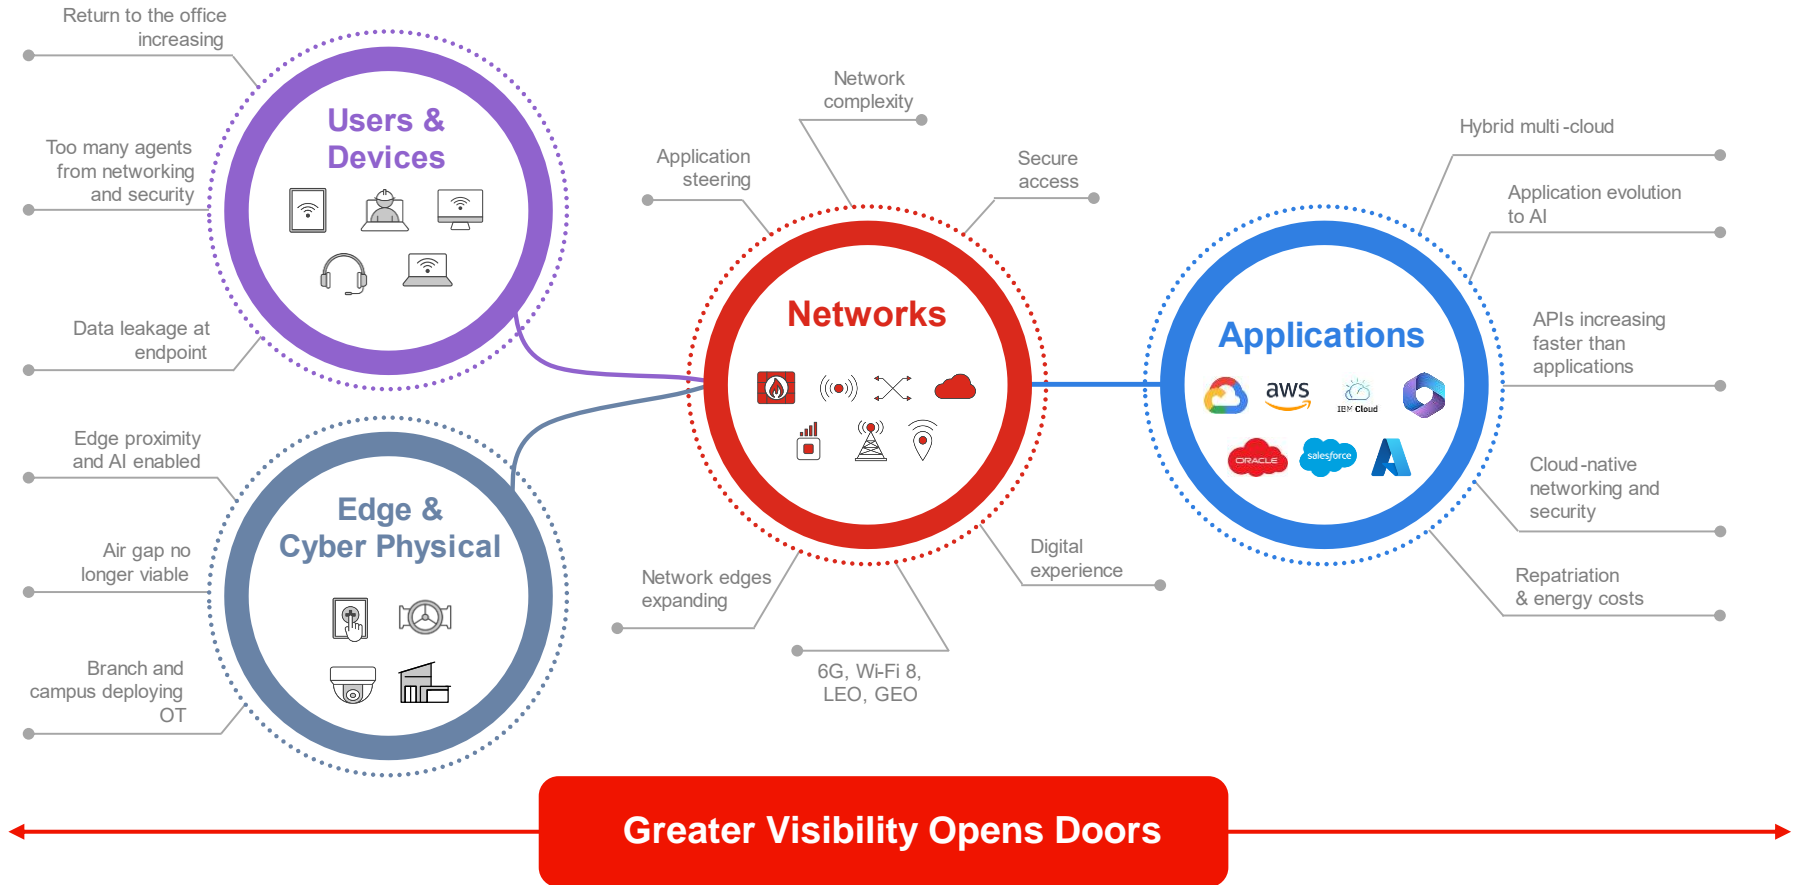 Return to the office
increasing
Too many agents
from networking
and security
Data leakage at
endpoint
Users &
Devices
Edge proximity
and AI enabled
Air gap no
longer viable
Branch and
campus deploying
OT
Edge &
Cyber Physical
Network
complexity
Application
steering
Secure
access
Networks
Network edges
expanding
6G, Wi-Fi 8,
LEO, GEO
Digital
experience
Applications
aws
IBM Cloud
ORACLE
salesforce
Hybrid multi-cloud
Application evolution
to AI
APIs increasing
faster than
applications
Cloud-native
networking and
security
Repatriation
& energy costs
Greater Visibility Opens Doors